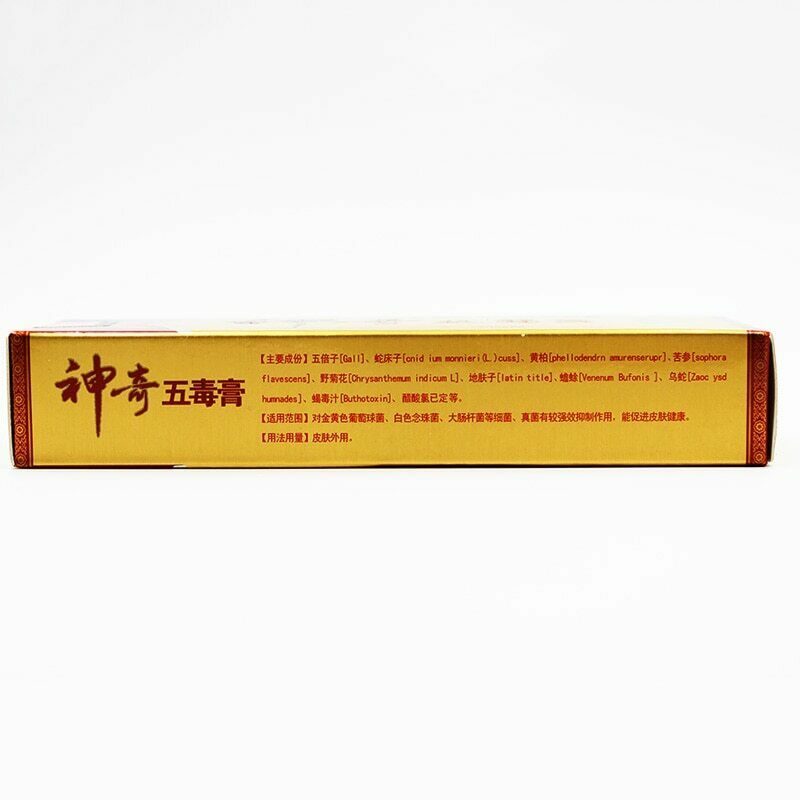 神奇五毒膏
【主要成份】五倍子[Gall]、蛇床子[cnid ium monnieri(L.)cuss]、黄柏[phellodendrn amurenserupr]、苦参[sophora
flavescens]、野菊花[Chrysanthemum indicum L]、地肤子[latin title]、蟾蜍[Venenum Bufonis ]、乌蛇[Zaoc ysd
humnades]、蝎毒汁[Buthotoxin]、醋酸氯已定等。
【适用范围】对金黄色葡萄球菌、白色念珠菌、大肠杆菌等细菌、真菌有较强效抑制作用，能促进皮肤健康。
【用法用量】皮肤外用。